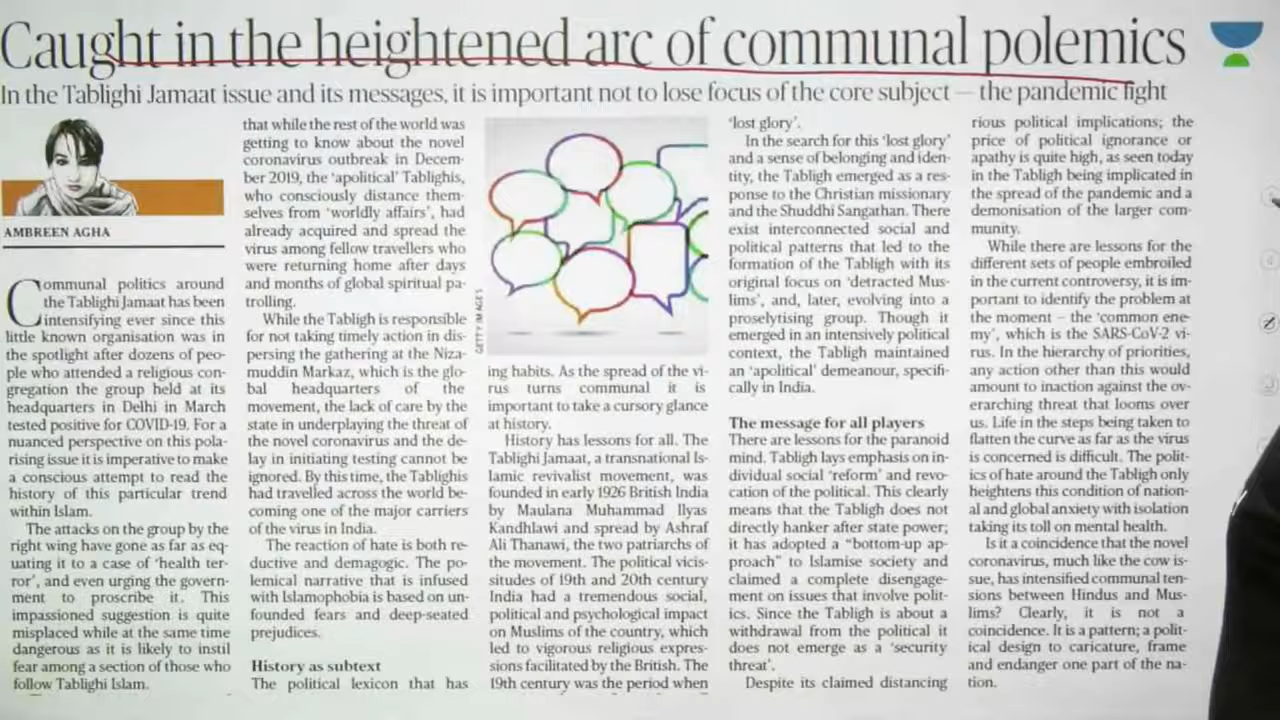 Caught in the heightened arc of communal polemics
In the Tablighi Jamaat issue and its messages, it is important not to lose focus of the core subject — the pandemic fight
AMBREEN AGHA
Communal politics around
the Tablighi Jamaat has been
intensifying ever since this
little known organisation was in
the spotlight after dozens of peo-
ple who attended a religious con-
gregation the group held at its
headquarters in Delhi in March
tested positive for COVID-19. For a
nuanced perspective on this pola-
rising issue it is imperative to make
a conscious attempt to read the
history of this particular trend
within Islam.
The attacks on the group by the
right wing have gone as far as eq-
uating it to a case of 'health ter-
ror', and even urging the govern-
ment to proscribe it. This
impassioned suggestion is quite
misplaced while at the same time
dangerous as it is likely to instil
fear among a section of those who
follow Tablighi Islam.
that while the rest of the world was
getting to know about the novel
coronavirus outbreak in Decem-
ber 2019, the 'apolitical' Tablighis,
who consciously distance them-
selves from 'worldly affairs', had
already acquired and spread the
virus among fellow travellers who
were returning home after days
and months of global spiritual pa-
trolling.
While the Tabligh is responsible
for not taking timely action in dis-
persing the gathering at the Niza-
muddin Markaz, which is the glo-
bal headquarters of the
movement, the lack of care by the
state in underplaying the threat of
the novel coronavirus and the de-
lay in initiating testing cannot be
ignored. By this time, the Tablighis
had travelled across the world be-
coming one of the major carriers
of the virus in India.
The reaction of hate is both re-
ductive and demagogic. The po-
lemical narrative that is infused
with Islamophobia is based on un-
founded fears and deep-seated
prejudices.
History as subtext
The political lexicon that has
GETTY IMAGES
ing habits. As the spread of the vi-
rus turns communal it is
important to take a cursory glance
at history.
History has lessons for all. The
Tablighi Jamaat, a transnational Is-
lamic revivalist movement, was
founded in early 1926 British India
by Maulana Muhammad Ilyas
Kandhlawi and spread by Ashraf
Ali Thanawi, the two patriarchs of
the movement. The political vicis-
situdes of 19th and 20th century
India had a tremendous social,
political and psychological impact
on Muslims of the country, which
led to vigorous religious expres-
sions facilitated by the British. The
19th century was the period when
'lost glory'.
In the search for this 'lost glory'
and a sense of belonging and iden-
tity, the Tabligh emerged as a res-
ponse to the Christian missionary
and the Shuddhi Sangathan. There
exist interconnected social and
political patterns that led to the
formation of the Tabligh with its
original focus on 'detracted Mus-
lims', and, later, evolving into a
proselytising group. Though it
emerged in an intensively political
context, the Tabligh maintained
an 'apolitical' demeanour, specifi-
cally in India.
The message for all players
There are lessons for the paranoid
mind. Tabligh lays emphasis on in-
dividual social 'reform' and revo-
cation of the political. This clearly
means that the Tabligh does not
directly hanker after state power;
it has adopted a "bottom-up ap-
proach" to Islamise society and
claimed a complete disengage-
ment on issues that involve polit-
ics. Since the Tabligh is about a
withdrawal from the political it
does not emerge as a 'security
threat'.
Despite its claimed distancing
rious political implications; the
price of political ignorance or
apathy is quite high, as seen today
in the Tabligh being implicated in
the spread of the pandemic and a
demonisation of the larger com-
munity.
While there are lessons for the
different sets of people embroiled
in the current controversy, it is im-
portant to identify the problem at
the moment – the 'common ene-
my', which is the SARS-CoV-2 vi-
rus. In the hierarchy of priorities,
any action other than this would
amount to inaction against the ov-
erarching threat that looms over
us. Life in the steps being taken to
flatten the curve as far as the virus
is concerned is difficult. The polit-
ics of hate around the Tabligh only
heightens this condition of nation-
al and global anxiety with isolation
taking its toll on mental health.
Is it a coincidence that the novel
coronavirus, much like the cow is-
sue, has intensified communal ten-
sions between Hindus and Mus-
lims? Clearly, it is not a
coincidence. It is a pattern; a polit-
ical design to caricature, frame
and endanger one part of the na-
tion.